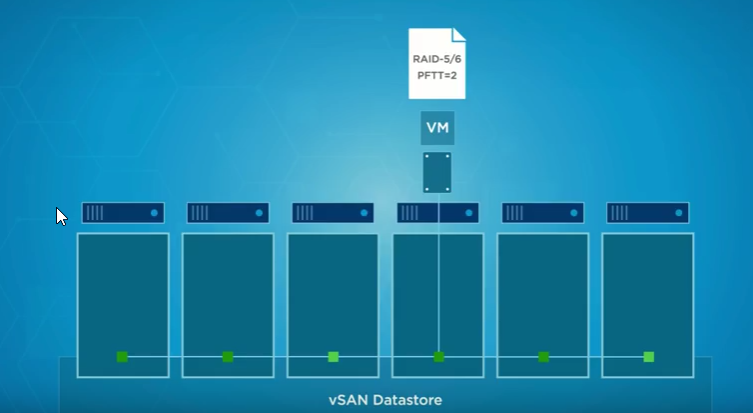 RAID-5/6
PFTT=2
VM
vSAN Datastore